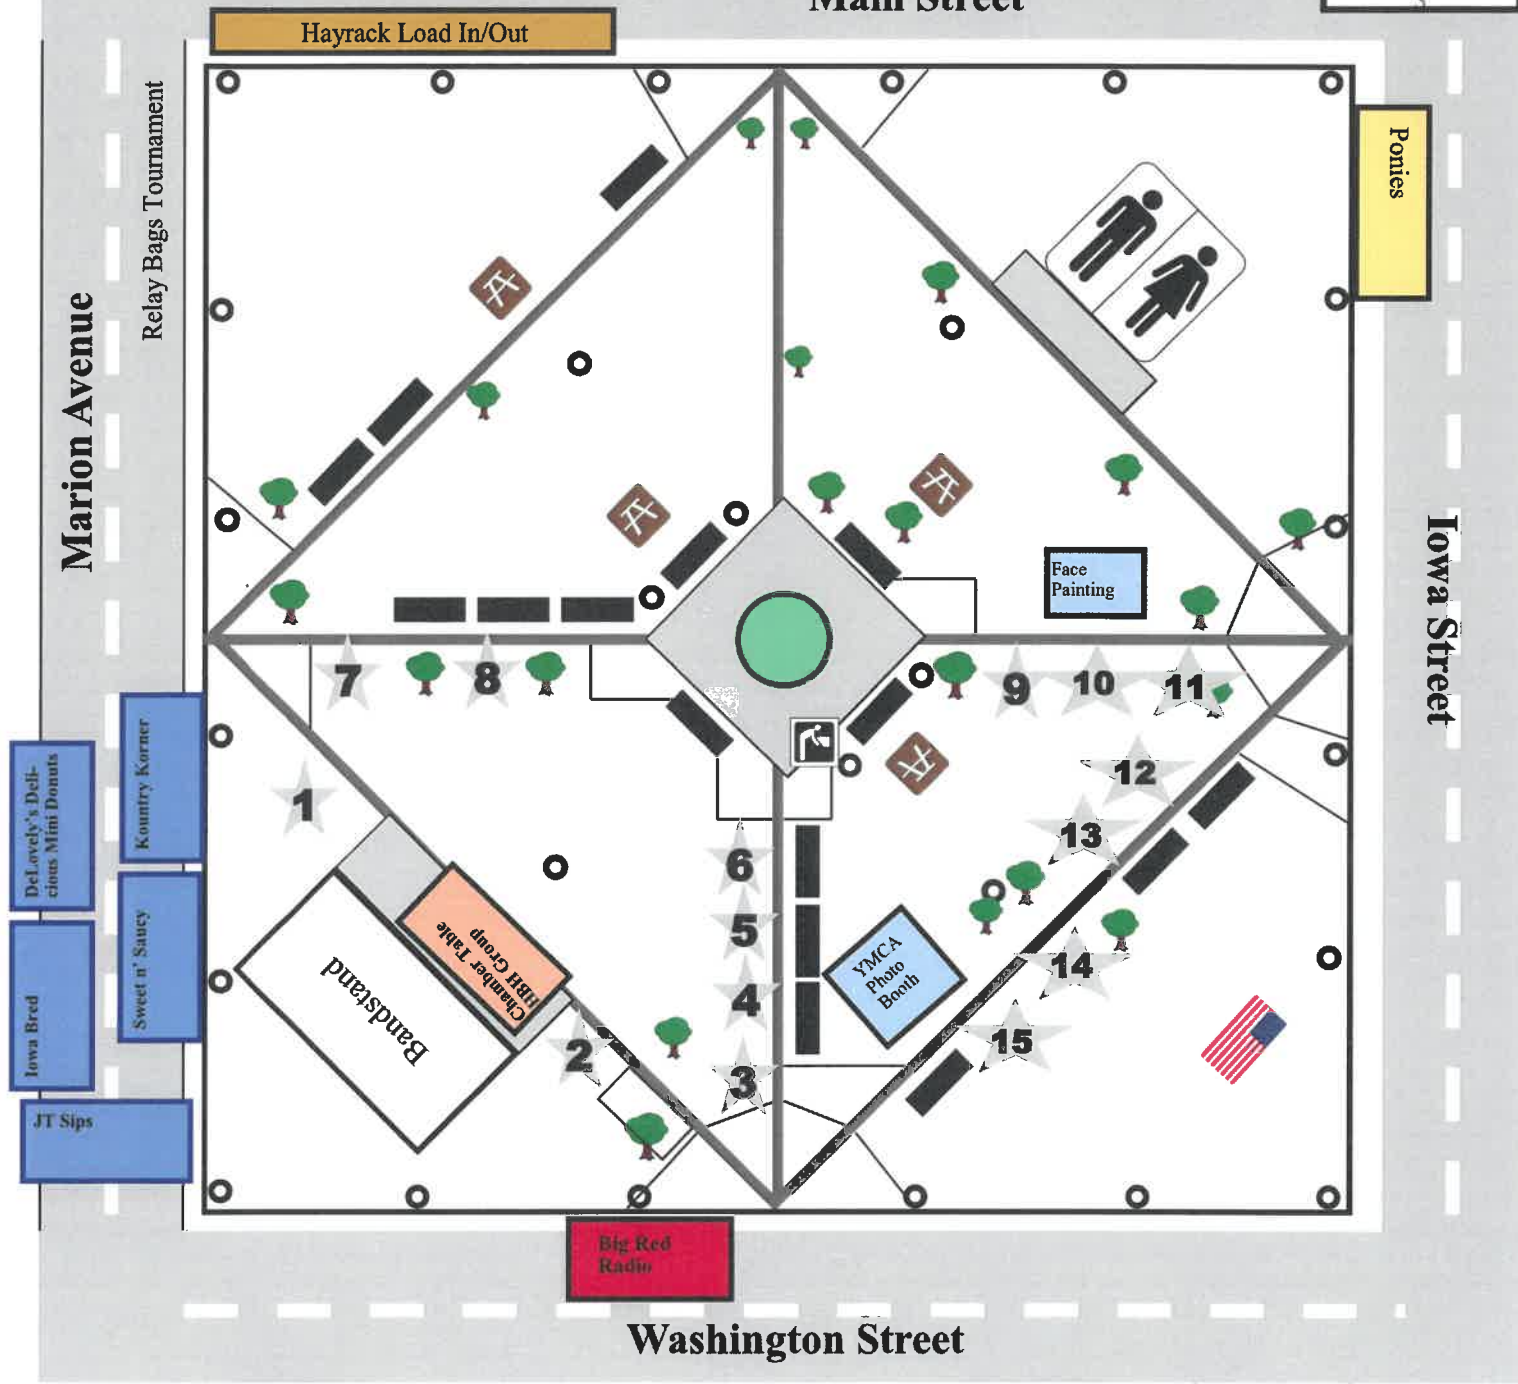 Main Street
Hayrack Load In/Out
Relay Bags Tournament
Marion Avenue
Ponies
Iowa Street
Face
Painting
7
8
9
10
11
12
13
14
15
1
2
3
4
5
6
Kountry Korner
DeLovely's Deli-
cious Mini Donuts
Sweet n' Saucy
Iowa Bred
JT Sips
Chamber Table
HBH Group
Bandstand
YMCA
Photo
Booth
Big Red
Radio
Washington Street